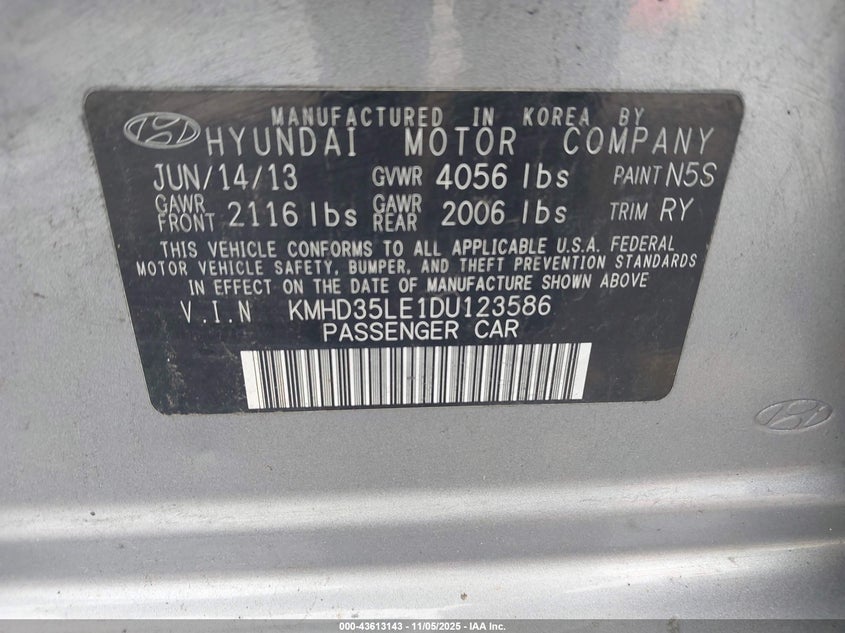 MANUFACTURED IN KOREA BY
HYUNDAI MOTOR COMPANY
JUN/14/13 GVWR 4056 lbs PAINT N5S
GAWR FRONT 2116 lbs GAWR REAR 2006 lbs TRIM RY
THIS VEHICLE CONFORMS TO ALL APPLICABLE U.S.A. FEDERAL
MOTOR VEHICLE SAFETY, BUMPER, AND THEFT PREVENTION STANDARDS
IN EFFECT ON THE DATE OF MANUFACTURE SHOWN ABOVE
V.I.N KMHD35LE1DU123586
PASSENGER CAR
000-43613143 - 11/05/2025 - IAA Inc.